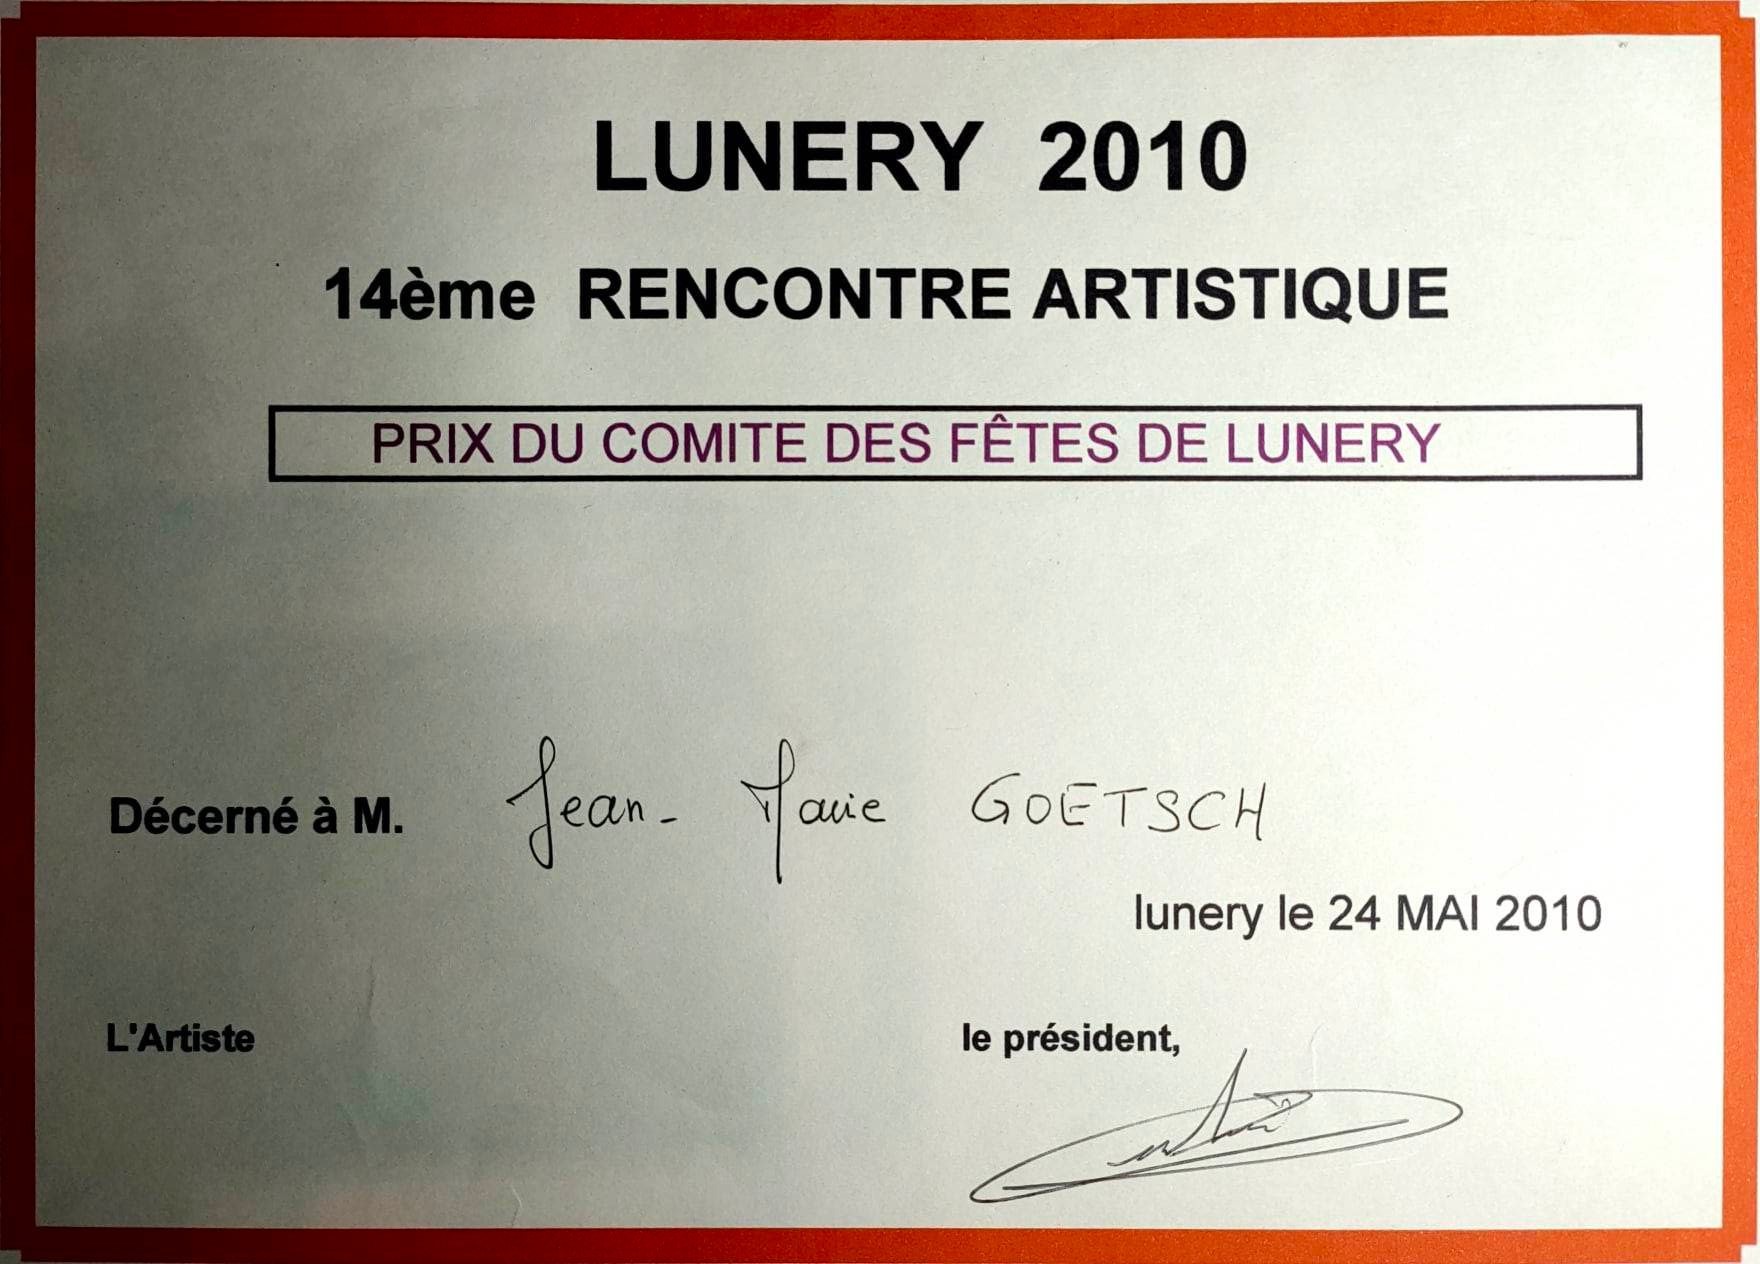 LUNERY 2010
14ème RENCONTRE ARTISTIQUE
PRIX DU COMITE DES FÊTES DE LUNERY
Décerné à M. Jean-Marie GOETSCH
lunery le 24 MAI 2010
L'Artiste
le président,